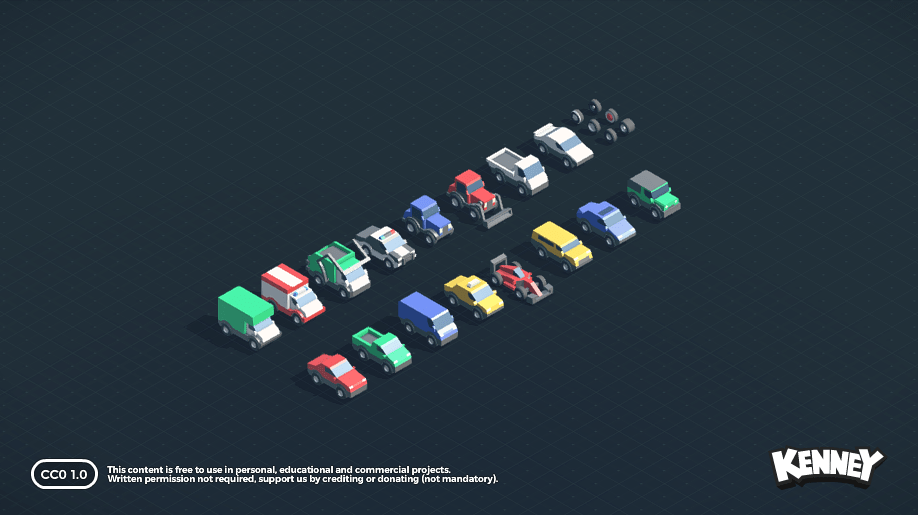 CC0 1.0
This content is free to use in personal, educational and commercial projects.
Written permission not required, support us by crediting or donating (not mandatory).
KENNEY